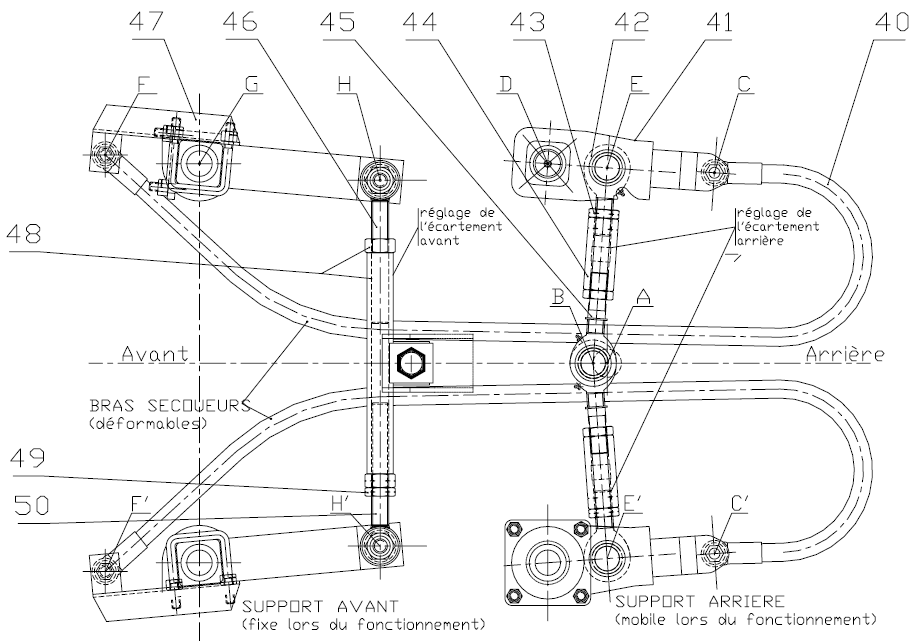 47 46 45 44 43 42 41 40
F G H D E C
réglage de
l'écartement
avant
réglage de
l'écartement
arrière
48
B A
Avant Arrière
BRAS SECOUEURS
(déformables)
49
50
F' H' E' C'
SUPPORT AVANT
(fixe lors du fonctionnement)
SUPPORT ARRIERE
(mobile lors du fonctionnement)